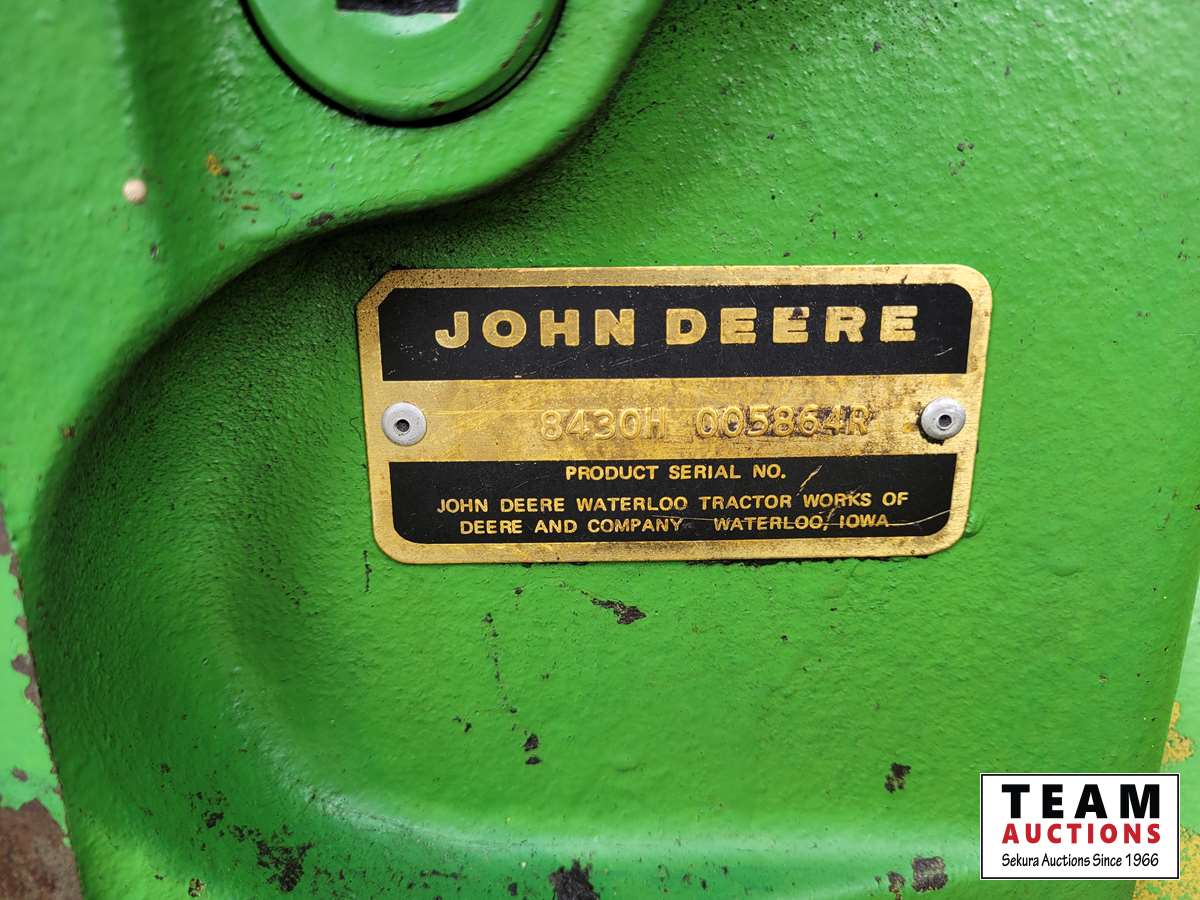 JOHN DEERE
8430H 005864R
PRODUCT SERIAL NO.
JOHN DEERE WATERLOO TRACTOR WORKS OF
DEERE AND COMPANY WATERLOO, IOWA
TEAM
AUCTIONS
Sekura Auctions Since 1966